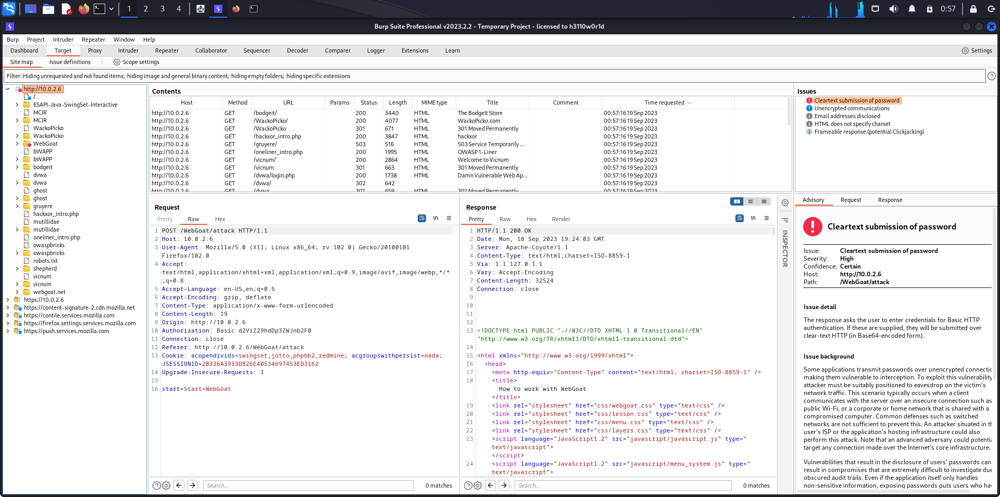 1 2 3 4 0:57
Burp Suite Professional v2023.2.2 - Temporary Project - licensed to h3110w0r1d
Burp Project Intruder Repeater Window Help
Dashboard Target Proxy Intruder Repeater Collaborator Sequencer Decoder Comparer Logger Extensions Learn Settings
Site map Issue definitions Scope settings
Filter: Hiding unrequested and not found items; hiding image and general binary content; hiding empty folders; hiding specific extensions
http://10.0.2.6
/
ESAPI-Java-SwingSet-Interactive
MCIR
MCIR
WackoPicko
WackoPicko
WebGoat
bWAPP
bWAPP
bodgeit
dvwa
dvwa
ghost
ghost
gruyere
hackxor_intro.php
mutillidae
mutillidae
oneliner_intro.php
owaspbricks
owaspbricks
robots.txt
shepherd
vicnum
vicnum
webgoat.net
https://10.0.2.6
https://content-signature-2.cdn.mozilla.net
https://contile.services.mozilla.com
https://firefox.settings.services.mozilla.com
https://push.services.mozilla.com
Contents
Host Method URL Params Status Length MIME type Title Comment Time requested
http://10.0.2.6 GET /bodgeit/ 200 3440 HTML The BodgeIt Store 00:57:16 19 Sep 2023
http://10.0.2.6 GET /WackoPicko/ 200 4077 HTML WackoPicko.com 00:57:16 19 Sep 2023
http://10.0.2.6 GET /WackoPicko 301 671 HTML 301 Moved Permanently 00:57:16 19 Sep 2023
http://10.0.2.6 GET /hackxor_intro.php 200 3847 HTML hackxor 00:57:16 19 Sep 2023
http://10.0.2.6 GET /gruyere/ 503 516 HTML 503 Service Temporarily ... 00:57:16 19 Sep 2023
http://10.0.2.6 GET /oneliner_intro.php 200 1995 HTML OWASP 1-Liner 00:57:16 19 Sep 2023
http://10.0.2.6 GET /vicnum/ 200 2864 HTML Welcome to Vicnum 00:57:16 19 Sep 2023
http://10.0.2.6 GET /vicnum 301 663 HTML 301 Moved Permanently 00:57:16 19 Sep 2023
http://10.0.2.6 GET /dvwa/login.php 200 1738 HTML Damn Vulnerable Web Ap... 00:57:16 19 Sep 2023
http://10.0.2.6 GET /dvwa/ 302 642 00:57:16 19 Sep 2023
http://10.0.2.6 GET /dvwa 301 659 HTML 301 Moved Permanently 00:57:16 19 Sep 2023
Request
Pretty Raw Hex \n
1 POST /WebGoat/attack HTTP/1.1
2 Host: 10.0.2.6
3 User-Agent: Mozilla/5.0 (X11; Linux x86_64; rv:102.0) Gecko/20100101
Firefox/102.0
4 Accept:
text/html,application/xhtml+xml,application/xml;q=0.9,image/avif,image/webp,*/*
;q=0.8
5 Accept-Language: en-US,en;q=0.5
6 Accept-Encoding: gzip, deflate
7 Content-Type: application/x-www-form-urlencoded
8 Content-Length: 19
9 Origin: http://10.0.2.6
10 Authorization: Basic d2ViZ29hdDp3ZWJnb2F0
11 Connection: close
12 Referer: http://10.0.2.6/WebGoat/attack
13 Cookie: acopendivids=swingset,jotto,phpbb2,redmine; acgroupswithpersist=nada;
JSESSIONID=2B336A3933DB26E40534697453ED3162
14 Upgrade-Insecure-Requests: 1
15
16 start=Start+WebGoat
Search... 0 matches
Response
Pretty Raw Hex Render \n
1 HTTP/1.1 200 OK
2 Date: Mon, 18 Sep 2023 19:24:03 GMT
3 Server: Apache-Coyote/1.1
4 Content-Type: text/html;charset=ISO-8859-1
5 Via: 1.1 127.0.1.1
6 Vary: Accept-Encoding
7 Content-Length: 32524
8 Connection: close
9
10
11
12
13 <!DOCTYPE html PUBLIC "-//W3C//DTD XHTML 1.0 Transitional//EN"
"http://www.w3.org/TR/xhtml1/DTD/xhtml1-transitional.dtd">
14
15 <html xmlns="http://www.w3.org/1999/xhtml">
16 <head>
17 <meta http-equiv="Content-Type" content="text/html; charset=ISO-8859-1" />
18 <title>
How to work with WebGoat
</title>
19 <link rel="stylesheet" href="css/webgoat.css" type="text/css" />
20 <link rel="stylesheet" href="css/lesson.css" type="text/css" />
21 <link rel="stylesheet" href="css/menu.css" type="text/css" />
22 <link rel="stylesheet" href="css/layers.css" type="text/css" />
23 <script language="JavaScript1.2" src="javascript/javascript.js" type="
text/javascript">
</script>
24 <script language="JavaScript1.2" src="javascript/menu_system.js" type="
text/javascript">
Search... 0 matches
INSPECTOR
Issues
Cleartext submission of password
Unencrypted communications
Email addresses disclosed
HTML does not specify charset
Frameable response (potential Clickjacking)
Advisory Request Response
Cleartext submission of password
Issue: Cleartext submission of password
Severity: High
Confidence: Certain
Host: http://10.0.2.6
Path: /WebGoat/attack
Issue detail
The response asks the user to enter credentials for Basic HTTP
authentication. If these are supplied, they will be submitted over
clear-text HTTP (in Base64-encoded form).
Issue background
Some applications transmit passwords over unencrypted connectic
making them vulnerable to interception. To exploit this vulnerability
attacker must be suitably positioned to eavesdrop on the victim's
network traffic. This scenario typically occurs when a client
communicates with the server over an insecure connection such as
public Wi-Fi, or a corporate or home network that is shared with a
compromised computer. Common defenses such as switched
networks are not sufficient to prevent this. An attacker situated in th
user's ISP or the application's hosting infrastructure could also
perform this attack. Note that an advanced adversary could potentia
target any connection made over the Internet's core infrastructure.
Vulnerabilities that result in the disclosure of users' passwords can
result in compromises that are extremely difficult to investigate due
obscured audit trails. Even if the application itself only handles
non-sensitive information, exposing passwords puts users who hav